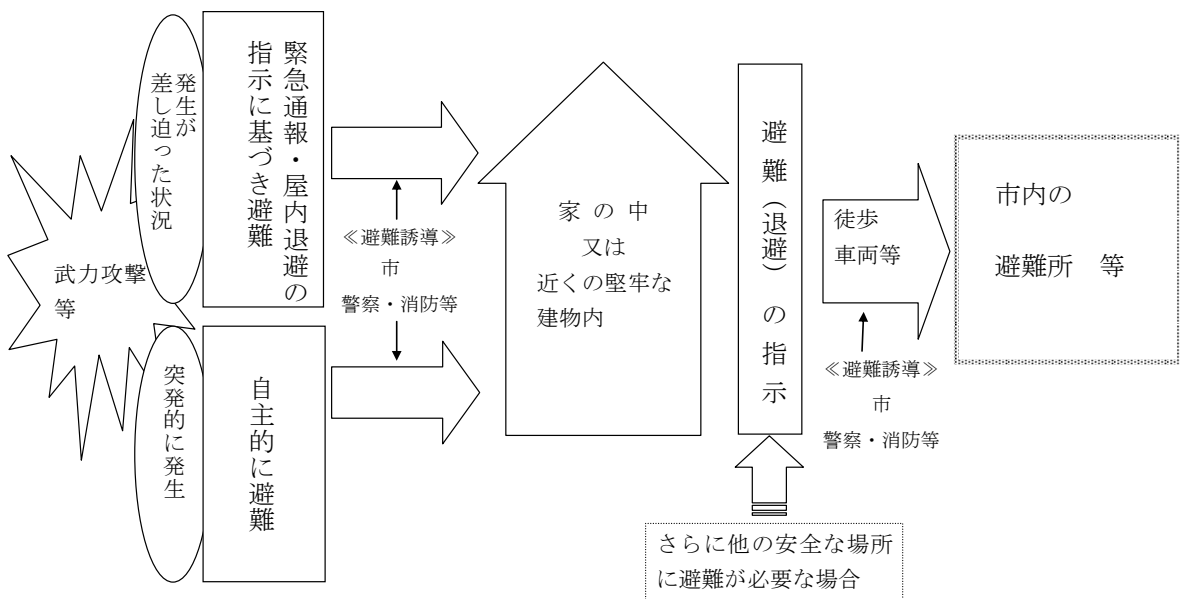 武力攻撃
等
発生が
差し迫った状況
緊急通報・屋内退避の
指示に基づき避難
突発的に発生
自主的に避難
≪避難誘導≫
市
警察・消防等
家の中
又は
近くの堅牢な
建物内
避難(退避)の指示
さらに他の安全な場所
に避難が必要な場合
徒歩
車両等
≪避難誘導≫
市
警察・消防等
市内の
避難所 等